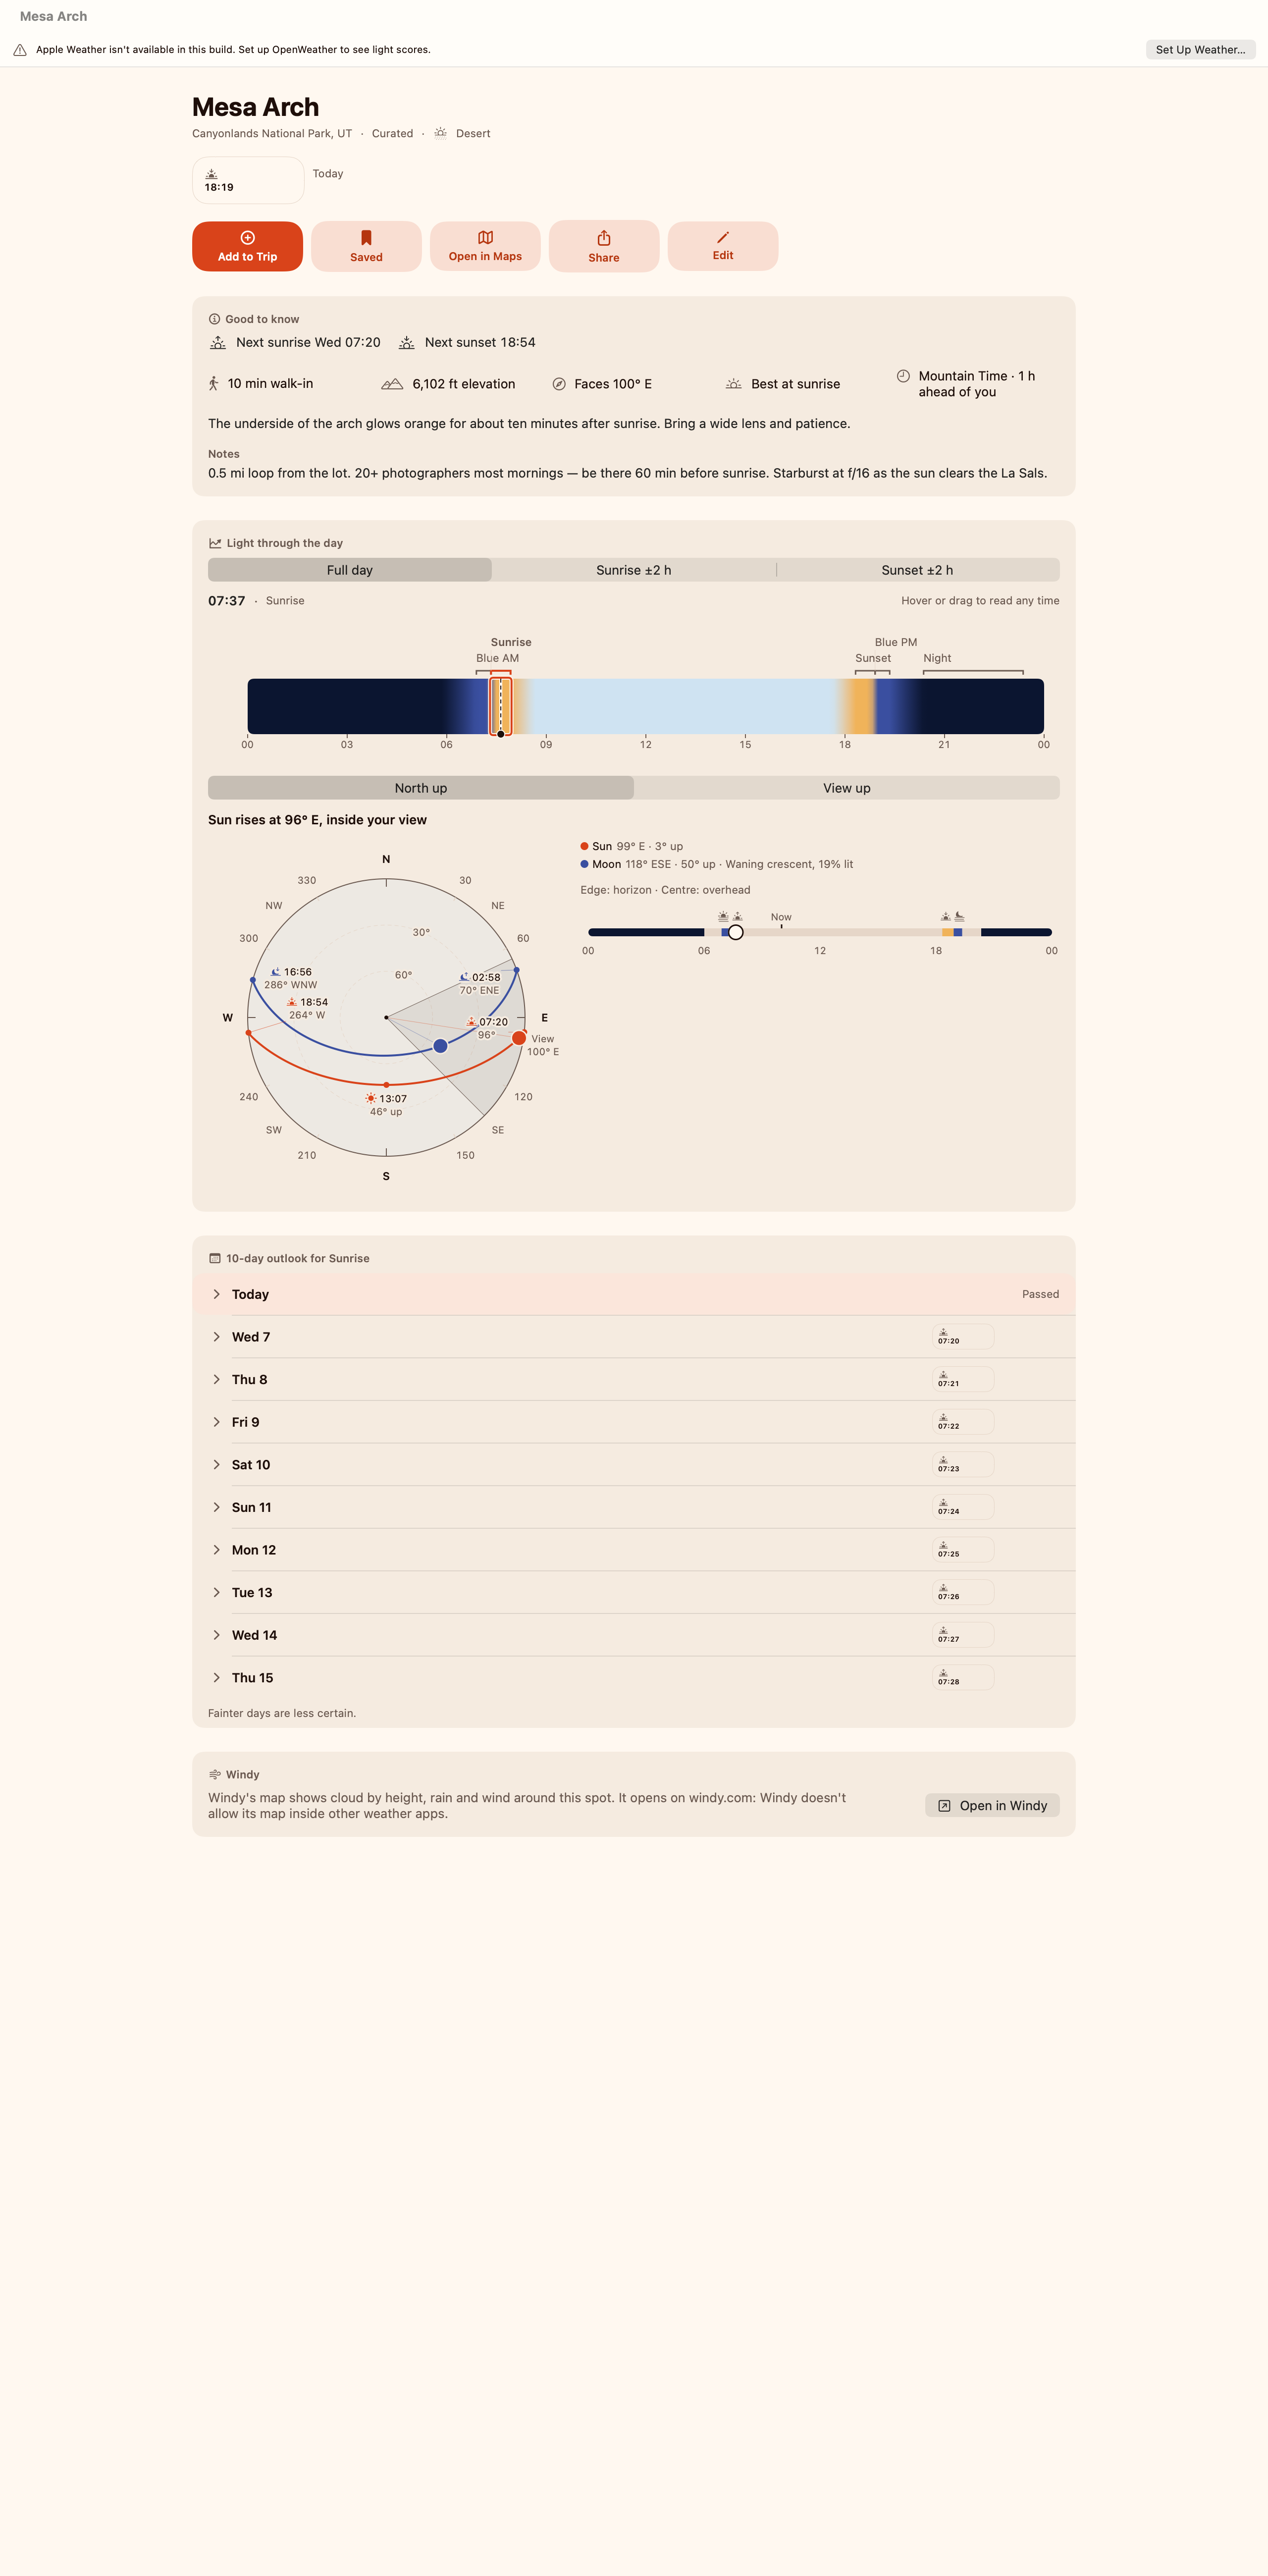 Mesa Arch
Apple Weather isn't available in this build. Set up OpenWeather to see light scores.
Set Up Weather...
Mesa Arch
Canyonlands National Park, UT · Curated · Desert
18:19
Today
Add to Trip
Saved
Open in Maps
Share
Edit
Good to know
Next sunrise Wed 07:20
Next sunset 18:54
10 min walk-in
6,102 ft elevation
Faces 100° E
Best at sunrise
Mountain Time · 1 h
ahead of you
The underside of the arch glows orange for about ten minutes after sunrise. Bring a wide lens and patience.
Notes
0.5 mi loop from the lot. 20+ photographers most mornings — be there 60 min before sunrise. Starburst at f/16 as the sun clears the La Sals.
Light through the day
Full day
Sunrise ±2 h
Sunset ±2 h
07:37 · Sunrise
Hover or drag to read any time
Sunrise
Blue PM
Blue AM
Sunset
Night
00 03 06 09 12 15 18 21 00
North up
View up
Sun rises at 96° E, inside your view
Sun 99° E · 3° up
Moon 118° ESE · 50° up · Waning crescent, 19% lit
Edge: horizon · Centre: overhead
Now
00 06 12 18 00
N
330
30
NW
NE
300
60
30°
60°
16:56
286° WNW
02:58
70° ENE
18:54
264° W
W
E
07:20
96°
View
100° E
13:07
46° up
240
120
SW
SE
210
150
S
10-day outlook for Sunrise
Today
Passed
Wed 7
07:20
Thu 8
07:21
Fri 9
07:22
Sat 10
07:23
Sun 11
07:24
Mon 12
07:25
Tue 13
07:26
Wed 14
07:27
Thu 15
07:28
Fainter days are less certain.
Windy
Windy's map shows cloud by height, rain and wind around this spot. It opens on windy.com: Windy doesn't
allow its map inside other weather apps.
Open in Windy